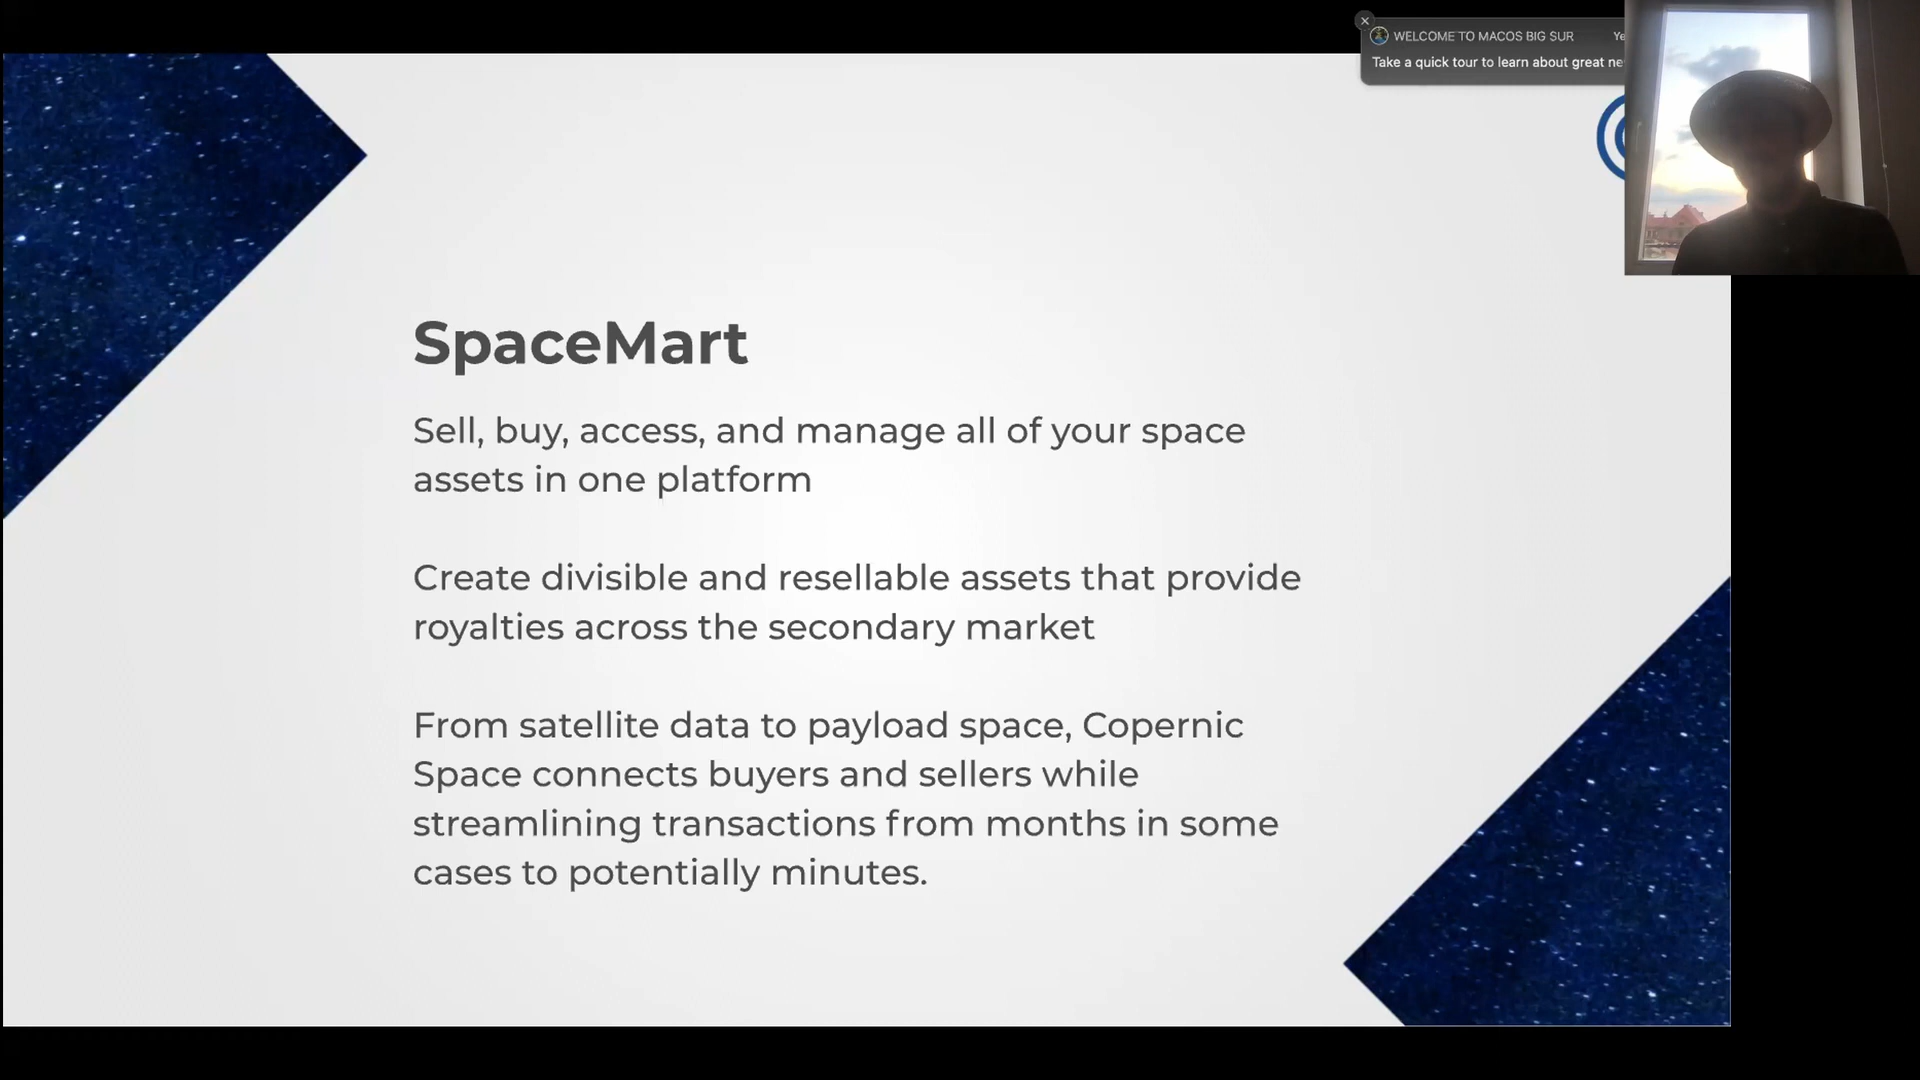 WELCOME TO MACOS BIG SUR
Take a quick tour to learn about great
SpaceMart
Sell, buy, access, and manage all of your space
assets in one platform
Create divisible and resellable assets that provide
royalties across the secondary market
From satellite data to payload space, Copernic
Space connects buyers and sellers while
streamlining transactions from months in some
cases to potentially minutes.